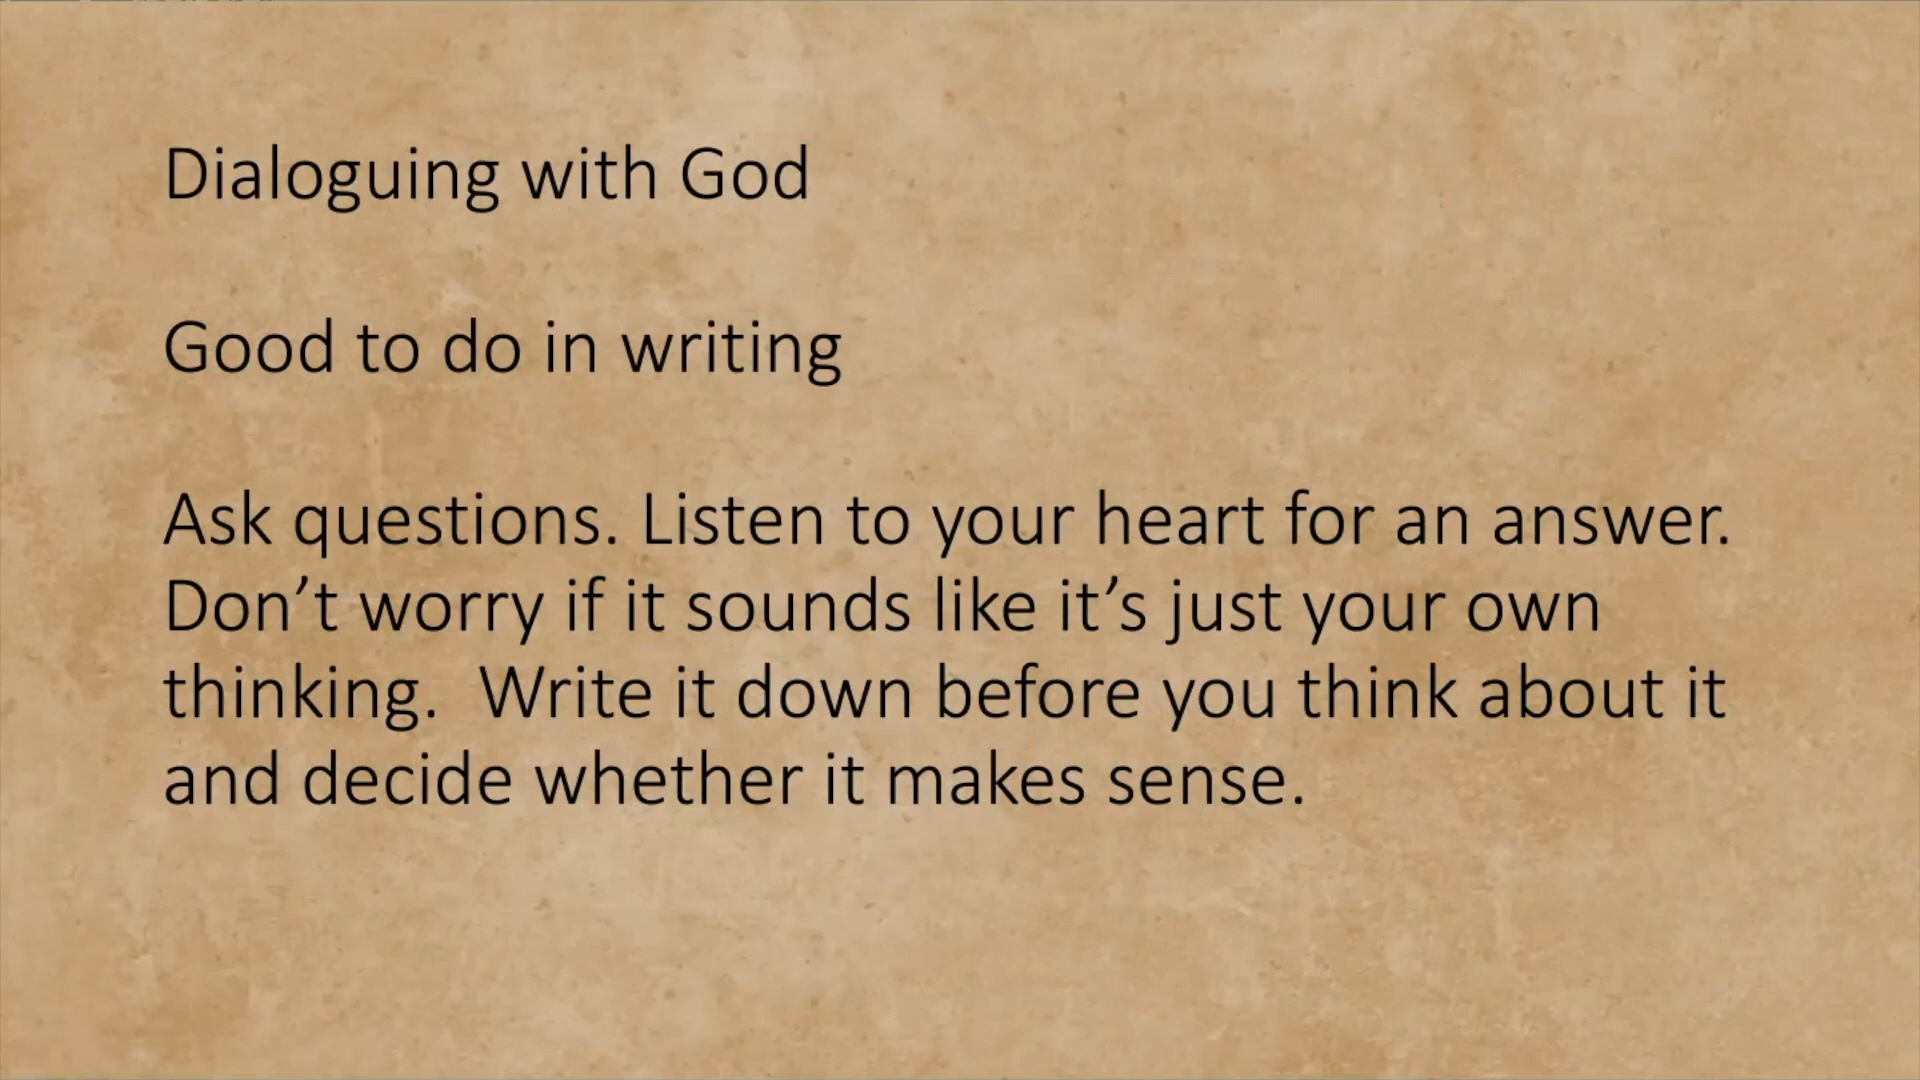 Dialoguing with God
Good to do in writing
Ask questions. Listen to your heart for an answer.
Don’t worry if it sounds like it’s just your own
thinking.  Write it down before you think about it
and decide whether it makes sense.